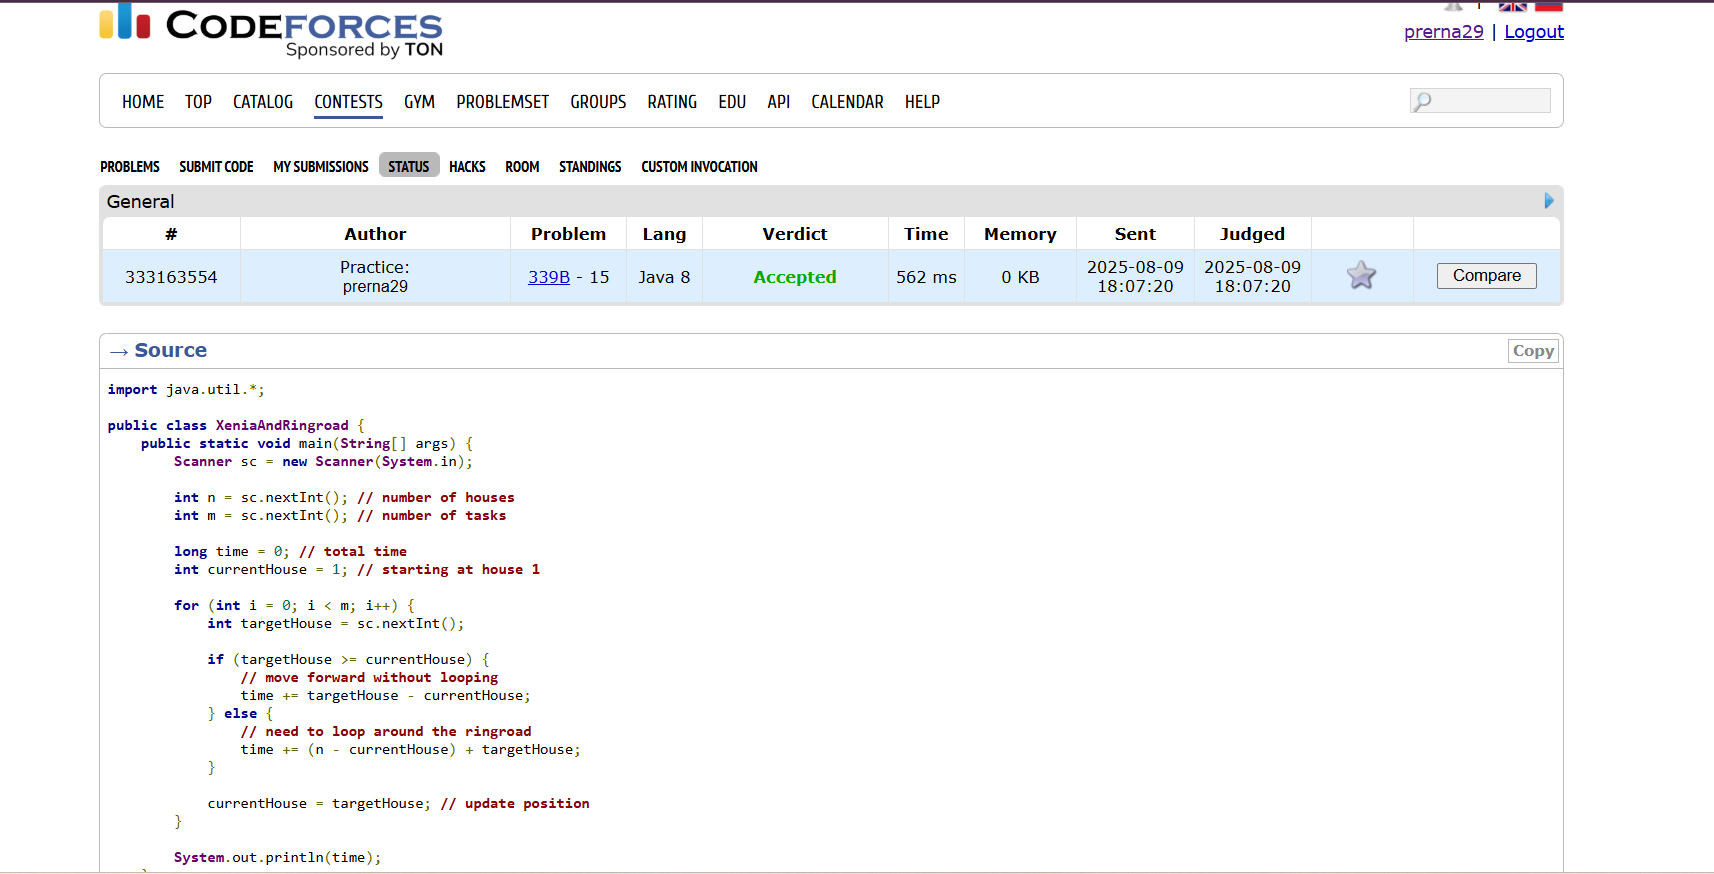 CODEFORCES
Sponsored by TON
prerna29 | Logout
HOME TOP CATALOG CONTESTS GYM PROBLEMSET GROUPS RATING EDU API CALENDAR HELP
PROBLEMS SUBMIT CODE MY SUBMISSIONS STATUS HACKS ROOM STANDINGS CUSTOM INVOCATION
General
# Author Problem Lang Verdict Time Memory Sent Judged
333163554 Practice: prerna29 339B - 15 Java 8 Accepted 562 ms 0 KB 2025-08-09 18:07:20 2025-08-09 18:07:20 Compare
→ Source Copy
import java.util.*;
public class XeniaAndRingroad {
    public static void main(String[] args) {
        Scanner sc = new Scanner(System.in);
        int n = sc.nextInt(); // number of houses
        int m = sc.nextInt(); // number of tasks
        long time = 0; // total time
        int currentHouse = 1; // starting at house 1
        for (int i = 0; i < m; i++) {
            int targetHouse = sc.nextInt();
            if (targetHouse >= currentHouse) {
                // move forward without looping
                time += targetHouse - currentHouse;
            } else {
                // need to loop around the ringroad
                time += (n - currentHouse) + targetHouse;
            }
            currentHouse = targetHouse; // update position
        }
        System.out.println(time);